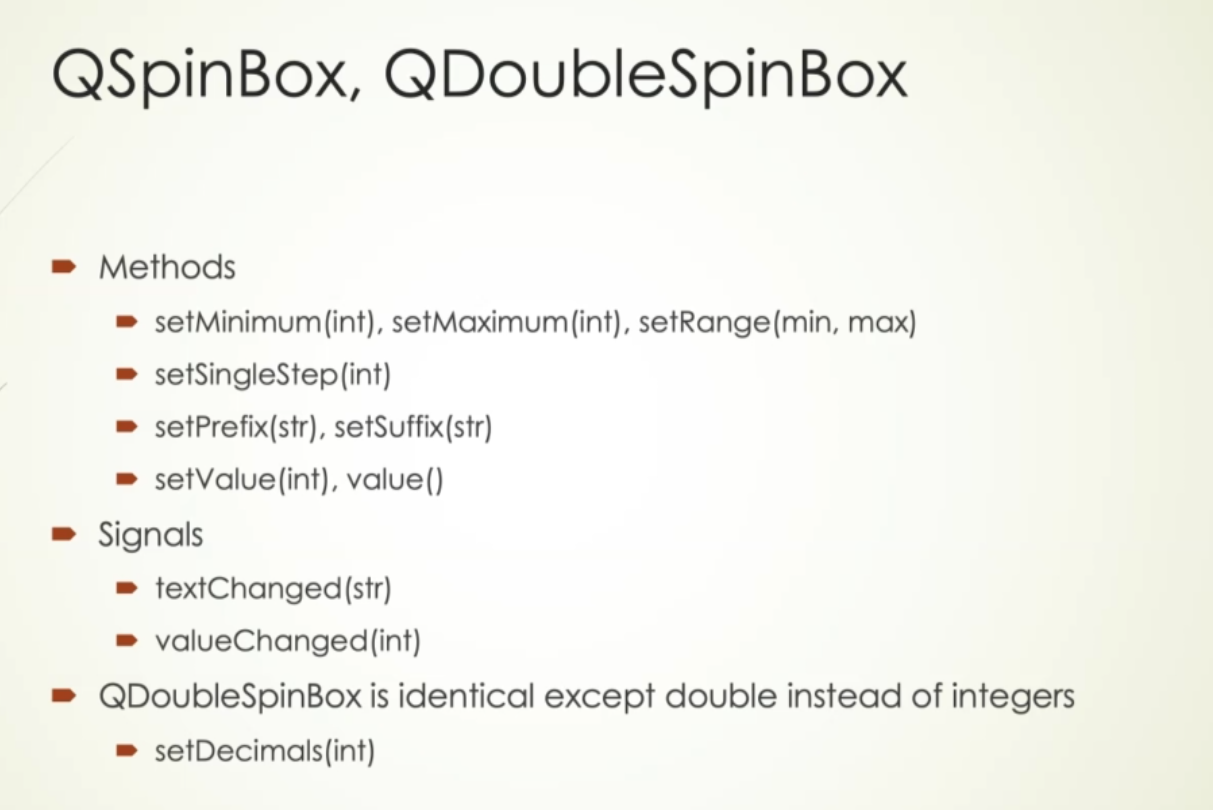 QSpinBox, QDoubleSpinBox
Methods
setMinimum(int), setMaximum(int), setRange(min, max)
setSingleStep(int)
setPrefix(str), setSuffix(str)
setValue(int), value()
Signals
textChanged(str)
valueChanged(int)
QDoubleSpinBox is identical except double instead of integers
setDecimals(int)